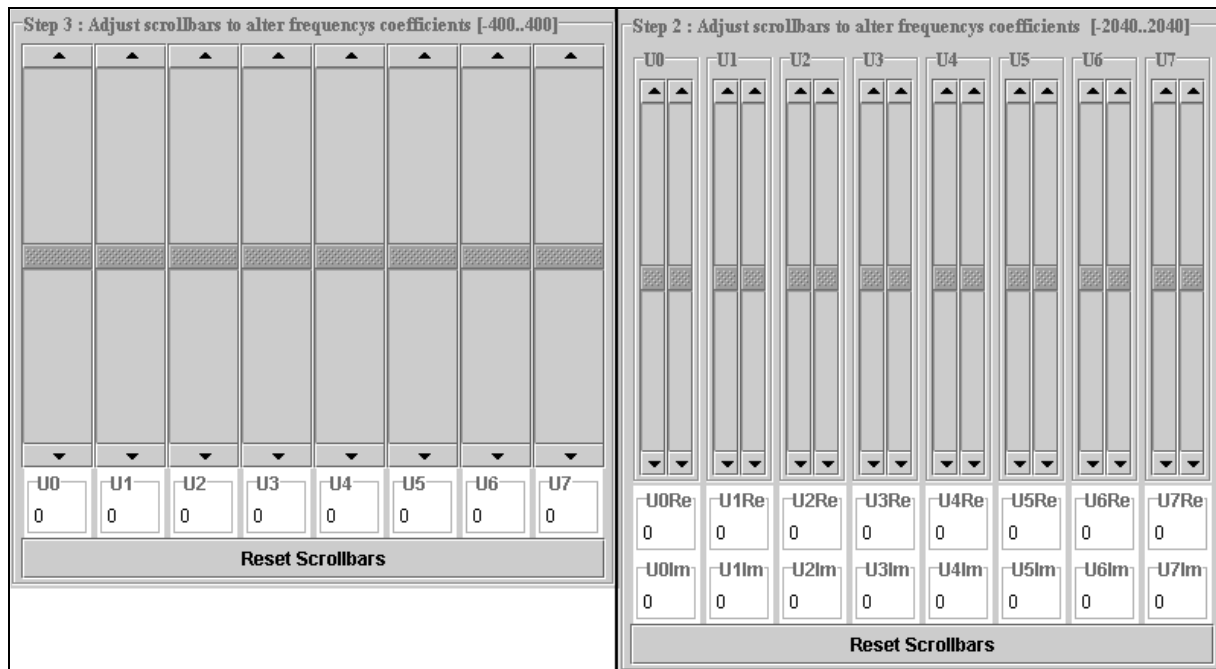 Step 3 : Adjust scrollbars to alter frequencys coefficients [-400..400]
U0 U1 U2 U3 U4 U5 U6 U7
0 0 0 0 0 0 0 0
Reset Scrollbars
Step 2 : Adjust scrollbars to alter frequencys coefficients [-2040..2040]
U0 U1 U2 U3 U4 U5 U6 U7
U0Re U1Re U2Re U3Re U4Re U5Re U6Re U7Re
0 0 0 0 0 0 0 0
U0Im U1Im U2Im U3Im U4Im U5Im U6Im U7Im
0 0 0 0 0 0 0 0
Reset Scrollbars